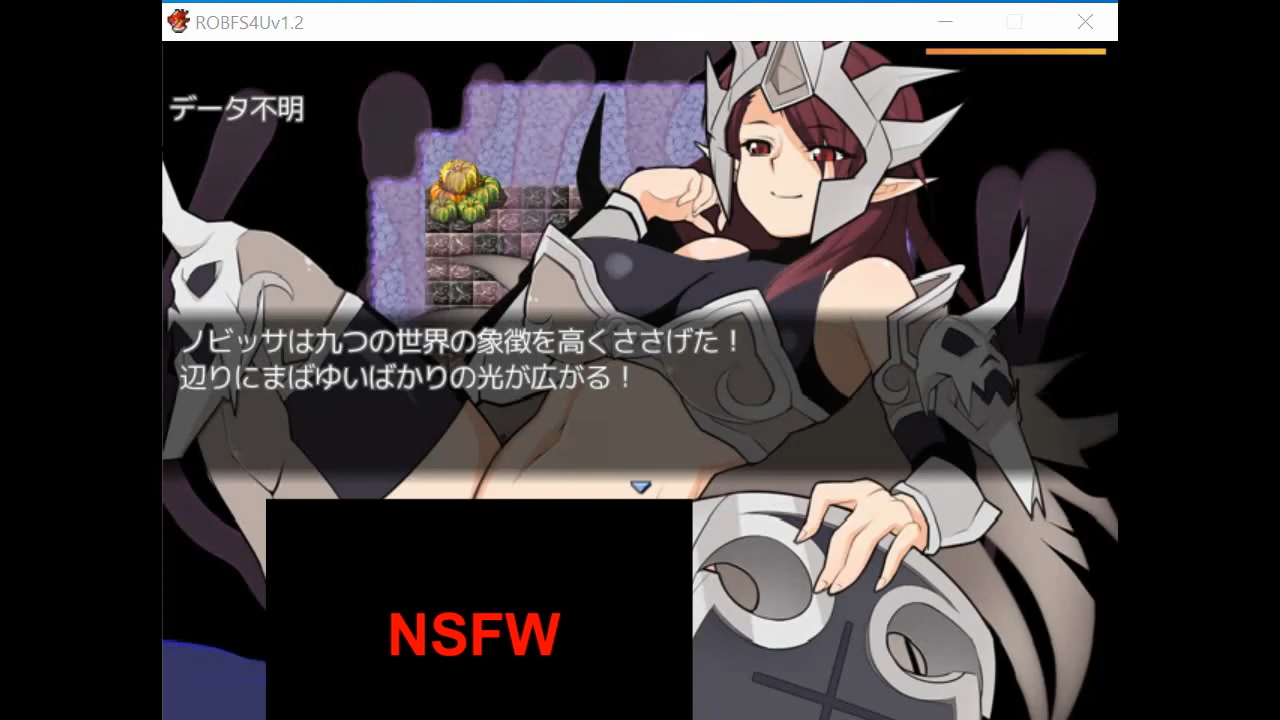 ROBFS4Uv1.2
データ不明
ノビッサは九つの世界の象徴を高くささげた！
辺りにまばゆいばかりの光が広がる！
NSFW